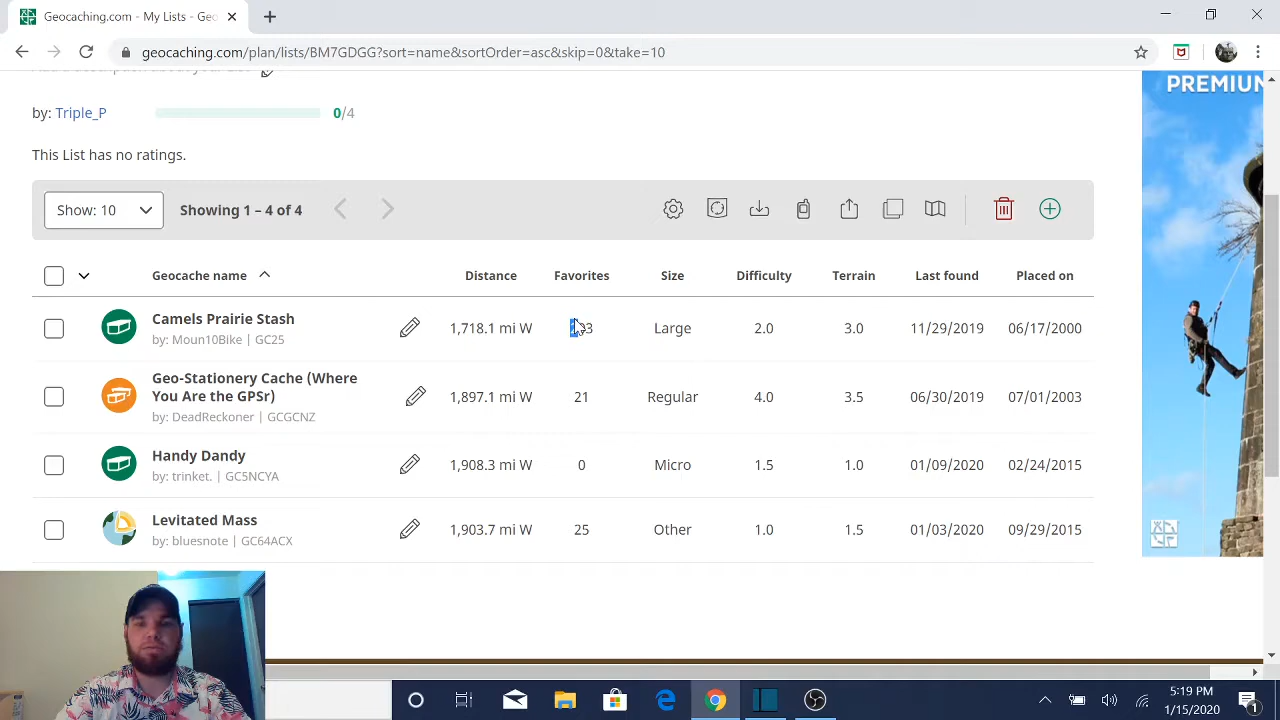 Geocaching.com - My Lists - Geo
geocaching.com/plan/lists/BM7GDGG?sort=name&sortOrder=asc&skip=0&take=10
PREMIUM
by: Triple_P
0/4
This List has no ratings.
Show: 10
Showing 1 – 4 of 4
Geocache name
Distance
Favorites
Size
Difficulty
Terrain
Last found
Placed on
Camels Prairie Stash
by: Moun10Bike | GC25
1,718.1 mi W
Large
2.0
3.0
11/29/2019
06/17/2000
Geo-Stationery Cache (Where
You Are the GPSr)
by: DeadReckoner | GCGCNZ
1,897.1 mi W
21
Regular
4.0
3.5
06/30/2019
07/01/2003
Handy Dandy
by: trinket. | GC5NCYA
1,908.3 mi W
0
Micro
1.5
1.0
01/09/2020
02/24/2015
Levitated Mass
by: bluesnote | GC64ACX
1,903.7 mi W
25
Other
1.0
1.5
01/03/2020
09/29/2015
5:19 PM
1/15/2020
1